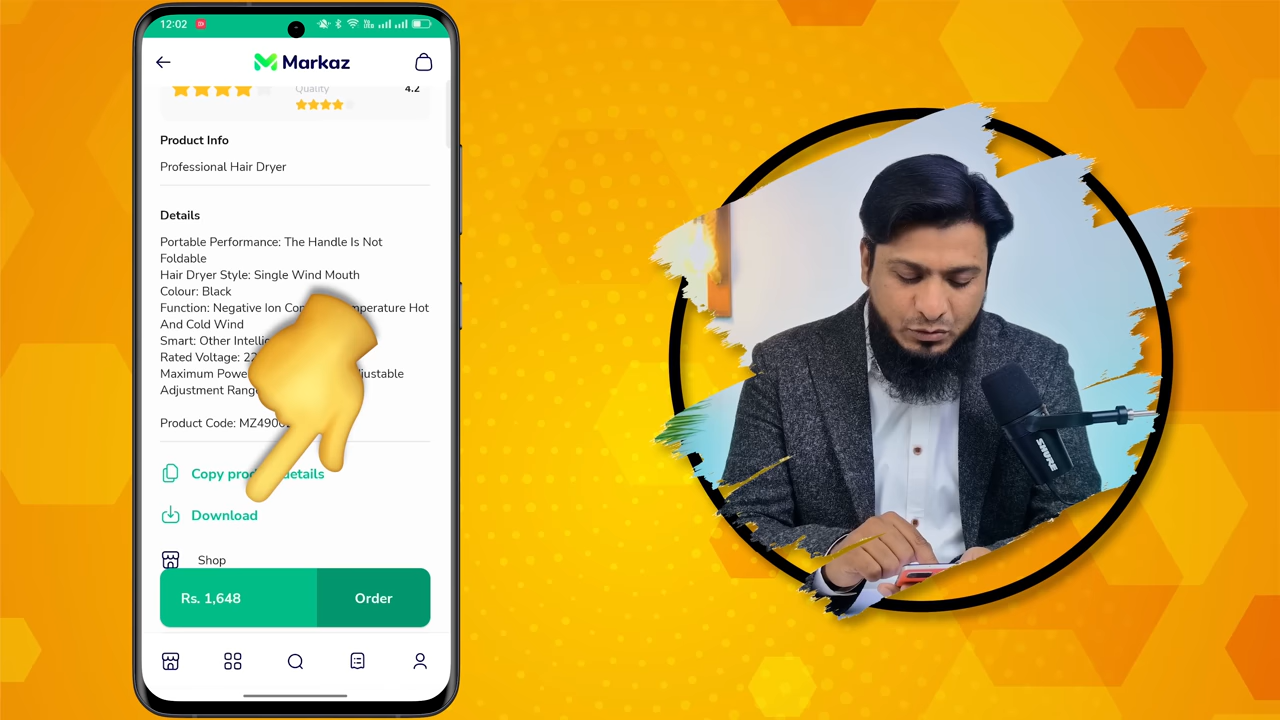 12:02
Markaz
Quality
4.2
Product Info
Professional Hair Dryer
Details
Portable Performance: The Handle Is Not
Foldable
Hair Dryer Style: Single Wind Mouth
Colour: Black
Function: Negative Ion
And Cold Wind
Smart: Other
Rated Voltage:
Maximum
Adjustment
Product Code:
Copy details
Download
Shop
Rs. 1,648
Order
SHURE